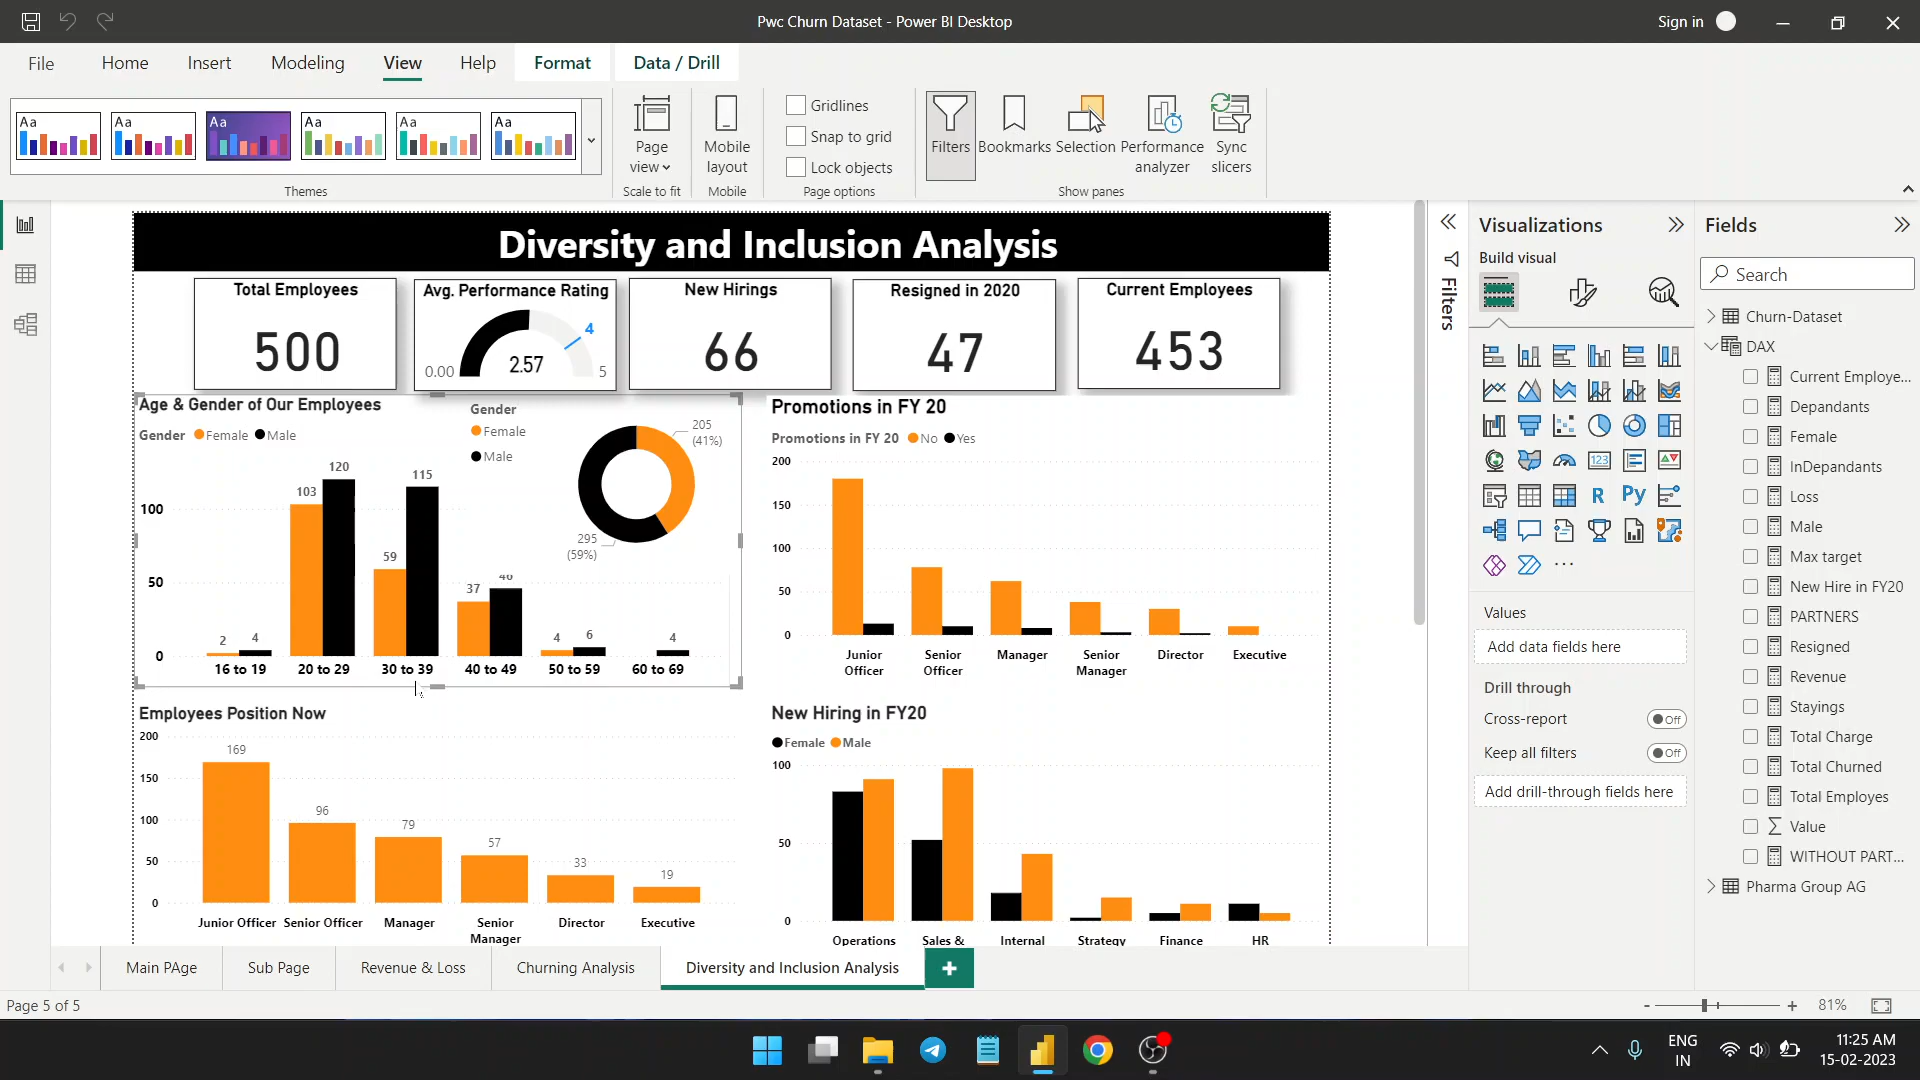 Pwc Churn Dataset - Power BI Desktop
Sign in
File
Home
Insert
Modeling
View
Help
Format
Data / Drill
Aa
Aa
Aa
Aa
Aa
Aa
Themes
Page
view
Scale to fit
Mobile
layout
Mobile
Gridlines
Snap to grid
Lock objects
Page options
Filters
Bookmarks
Selection
Performance
analyzer
Sync
slicers
Show panes
Diversity and Inclusion Analysis
Total Employees
500
Avg. Performance Rating
4
0.00
2.57
5
New Hirings
66
Resigned in 2020
47
Current Employees
453
Age & Gender of Our Employees
Gender
Female
Male
100
50
0
2
4
103
120
59
115
37
4
6
4
16 to 19
20 to 29
30 to 39
40 to 49
50 to 59
60 to 69
Gender
Female
Male
205
(41%)
295
(59%)
Promotions in FY 20
Promotions in FY 20
No
Yes
200
150
100
50
0
Junior
Officer
Senior
Officer
Manager
Senior
Manager
Director
Executive
Employees Position Now
200
150
100
50
0
169
96
79
57
33
19
Junior Officer
Senior Officer
Manager
Senior
Manager
Director
Executive
New Hiring in FY20
Female
Male
100
50
0
Operations
Sales &
Internal
Strategy
Finance
HR
Filters
Visualizations
Build visual
123
R
Py
...
Values
Add data fields here
Drill through
Cross-report
Off
Keep all filters
Off
Add drill-through fields here
Fields
Search
Churn-Dataset
DAX
Current Employe...
Depandants
Female
InDepandants
Loss
Male
Max target
New Hire in FY20
PARTNERS
Resigned
Revenue
Stayings
Total Charge
Total Churned
Total Employes
Value
WITHOUT PART...
Pharma Group AG
Main PAge
Sub Page
Revenue & Loss
Churning Analysis
Diversity and Inclusion Analysis
Page 5 of 5
81%
ENG
IN
11:25 AM
15-02-2023